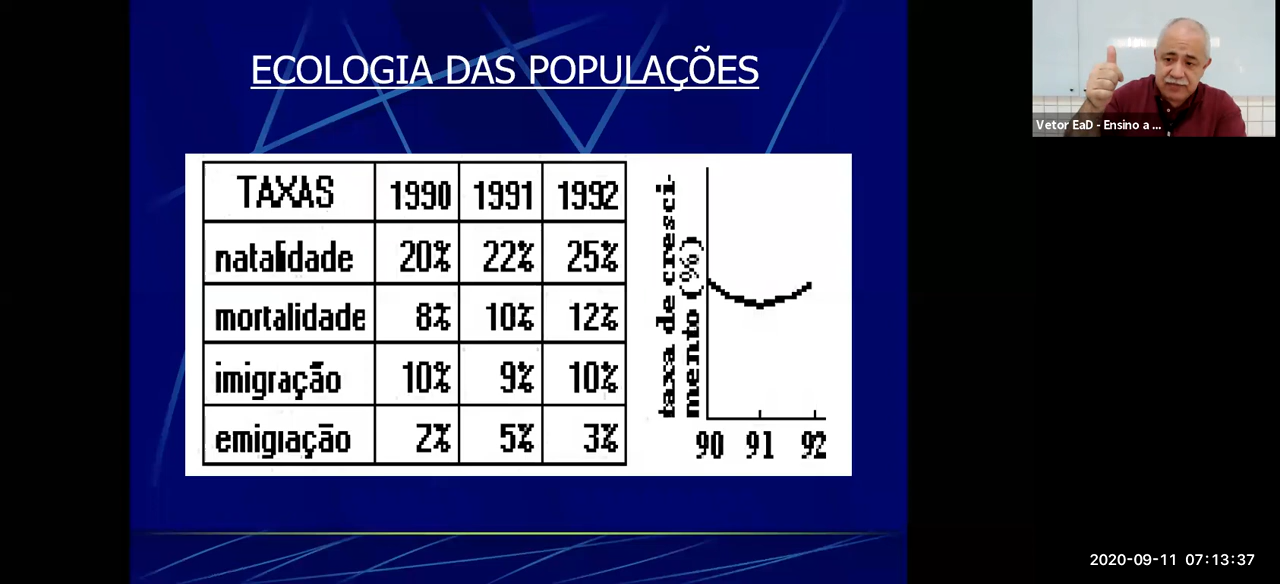 ECOLOGIA DAS POPULAÇÕES
TAXAS 1990 1991 1992
natalidade 20% 22% 25%
mortalidade 8% 10% 12%
imigração 10% 9% 10%
emigração 2% 5% 3%
taxa de cresci-
mento (%)
90 91 92
Vetor EaD - Ensino a ...
2020-09-11 07:13:37